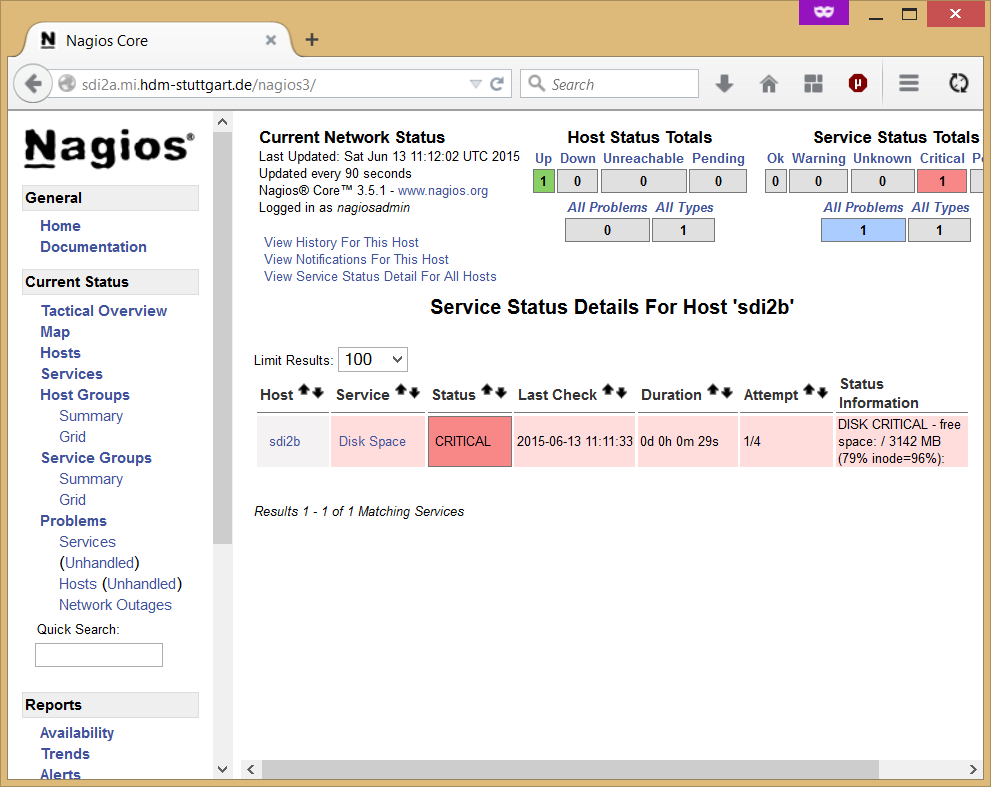 Nagios Core
sdi2a.mi.hdm-stuttgart.de/nagios3/
Search
Nagios®
General
Home
Documentation
Current Status
Tactical Overview
Map
Hosts
Services
Host Groups
Summary
Grid
Service Groups
Summary
Grid
Problems
Services
(Unhandled)
Hosts (Unhandled)
Network Outages
Quick Search:
Reports
Availability
Trends
Alerts
Current Network Status
Last Updated: Sat Jun 13 11:12:02 UTC 2015
Updated every 90 seconds
Nagios® Core™ 3.5.1 - www.nagios.org
Logged in as nagiosadmin
View History For This Host
View Notifications For This Host
View Service Status Detail For All Hosts
Host Status Totals
Up Down Unreachable Pending
1 0 0 0
All Problems All Types
0 1
Service Status Totals
Ok Warning Unknown Critical
0 0 0 1
All Problems All Types
1 1
Service Status Details For Host 'sdi2b'
Limit Results: 100
Host Service Status Last Check Duration Attempt Status Information
sdi2b Disk Space CRITICAL 2015-06-13 11:11:33 0d 0h 0m 29s 1/4 DISK CRITICAL - free
space: / 3142 MB
(79% inode=96%):
Results 1 - 1 of 1 Matching Services